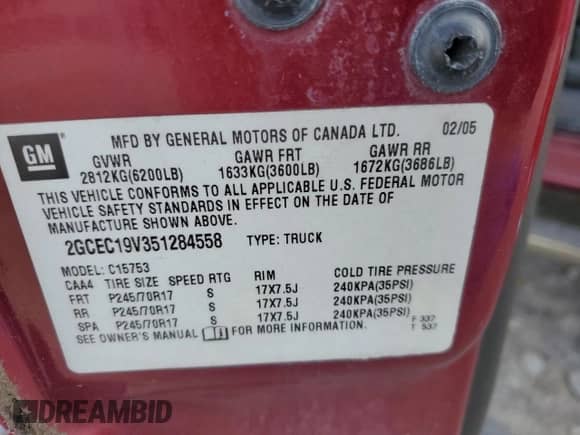 GM
MFD BY GENERAL MOTORS OF CANADA LTD. 02/05
GVWR GAWR FRT GAWR RR
2812KG(6200LB) 1633KG(3600LB) 1672KG(3686LB)
THIS VEHICLE CONFORMS TO ALL APPLICABLE U.S. FEDERAL MOTOR
VEHICLE SAFETY STANDARDS IN EFFECT ON THE DATE OF
MANUFACTURE SHOWN ABOVE.
2GCEC19V351284558 TYPE: TRUCK
MODEL: C15753
CAA4 TIRE SIZE SPEED RTG RIM COLD TIRE PRESSURE
FRT P245/70R17 S 17X7.5J 240KPA(35PSI)
RR P245/70R17 S 17X7.5J 240KPA(35PSI)
SPA P245/70R17 S 17X7.5J 240KPA(35PSI)
SEE OWNER'S MANUAL FOR MORE INFORMATION. F 337
T 537
DREAMBID